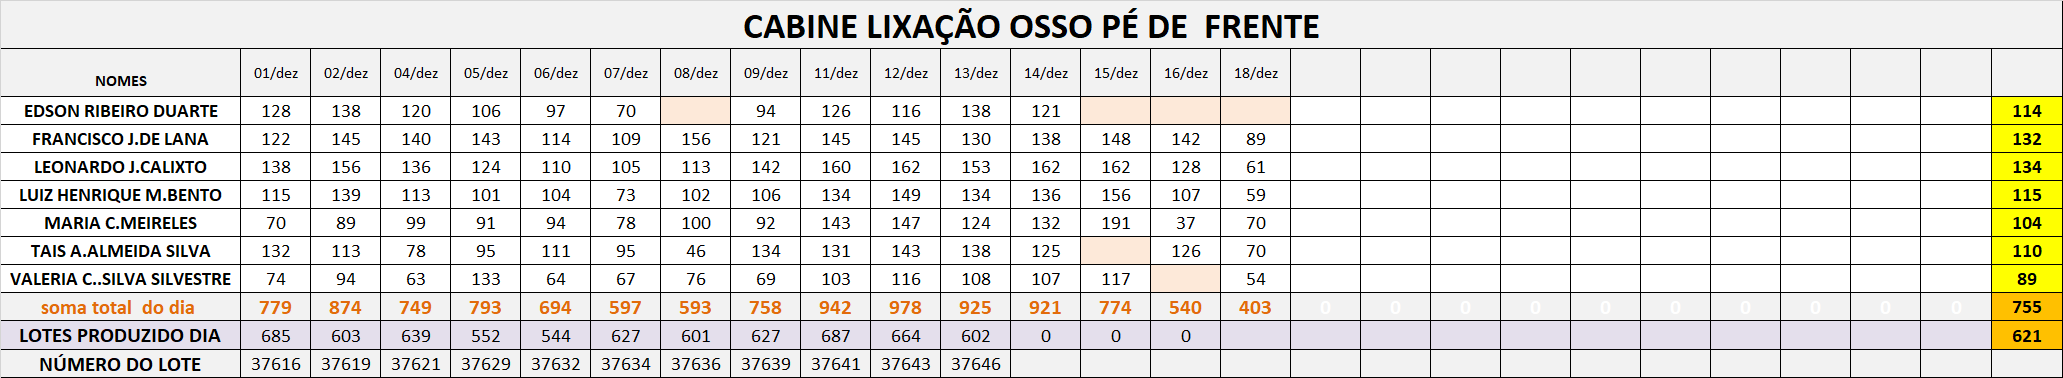 CABINE LIXAÇÃO OSSO PÉ DE  FRENTE
NOMES 01/dez 02/dez 04/dez 05/dez 06/dez 07/dez 08/dez 09/dez 11/dez 12/dez 13/dez 14/dez 15/dez 16/dez 18/dez
EDSON RIBEIRO DUARTE 128 138 120 106 97 70 94 126 116 138 121 114
FRANCISCO J.DE LANA 122 145 140 143 114 109 156 121 145 145 130 138 148 142 89 132
LEONARDO J.CALIXTO 138 156 136 124 110 105 113 142 160 162 153 162 162 128 61 134
LUIZ HENRIQUE M.BENTO 115 139 113 101 104 73 102 106 134 149 134 136 156 107 59 115
MARIA C.MEIRELES 70 89 99 91 94 78 100 92 143 147 124 132 191 37 70 104
TAIS A.ALMEIDA SILVA 132 113 78 95 111 95 46 134 131 143 138 125 126 70 110
VALERIA C..SILVA SILVESTRE 74 94 63 133 64 67 76 69 103 116 108 107 117 54 89
soma total  do dia 779 874 749 793 694 597 593 758 942 978 925 921 774 540 403 0 0 0 0 0 0 0 0 0 0 755
LOTES PRODUZIDO DIA 685 603 639 552 544 627 601 627 687 664 602 0 0 0 621
NÚMERO DO LOTE 37616 37619 37621 37629 37632 37634 37636 37639 37641 37643 37646